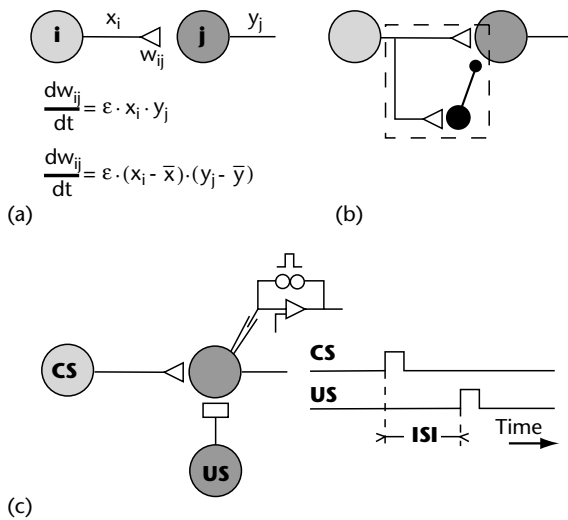 x_i
y_j
i
j
w_ij
dw_ij/dt = ε · x_i · y_j
dw_ij/dt = ε · (x_i - x̄) · (y_j - ȳ)
(a)
(b)
CS
US
CS
US
ISI
Time
(c)